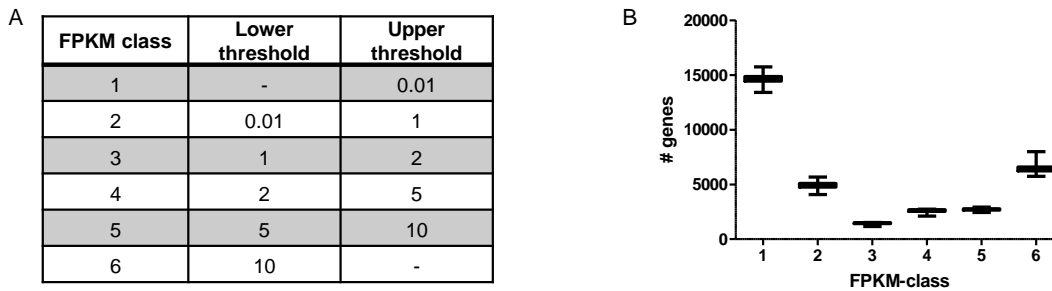 A
FPKM class Lower threshold Upper threshold
1 - 0.01
2 0.01 1
3 1 2
4 2 5
5 5 10
6 10 -
B
20000
15000
10000
5000
0
# genes
1 2 3 4 5 6
FPKM-class